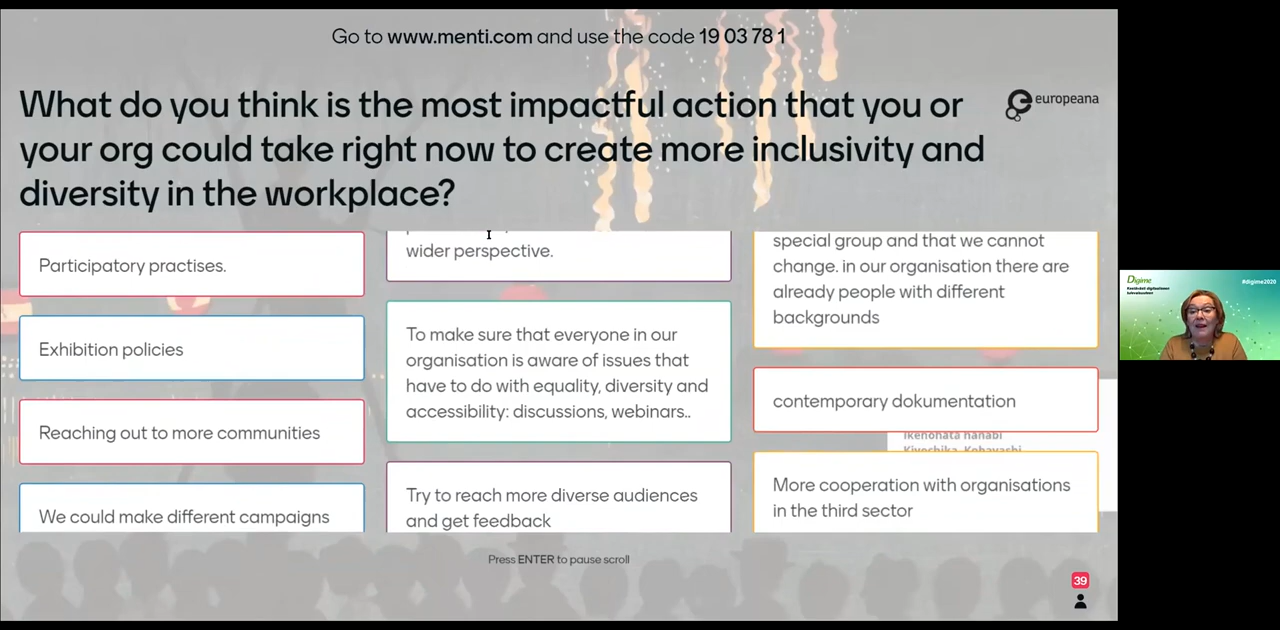 Go to www.menti.com and use the code 19 03 78 1
What do you think is the most impactful action that you or
your org could take right now to create more inclusivity and
diversity in the workplace?
europeana
Participatory practises.
Exhibition policies
Reaching out to more communities
We could make different campaigns
wider perspective.
To make sure that everyone in our
organisation is aware of issues that
have to do with equality, diversity and
accessibility: discussions, webinars..
Try to reach more diverse audiences
and get feedback
special group and that we cannot
change. in our organisation there are
already people with different
backgrounds
contemporary dokumentation
Ikenohata hanabi
Kiyochika, Kobayashi
More cooperation with organisations
in the third sector
Press ENTER to pause scroll
39
Digime
#digime2020